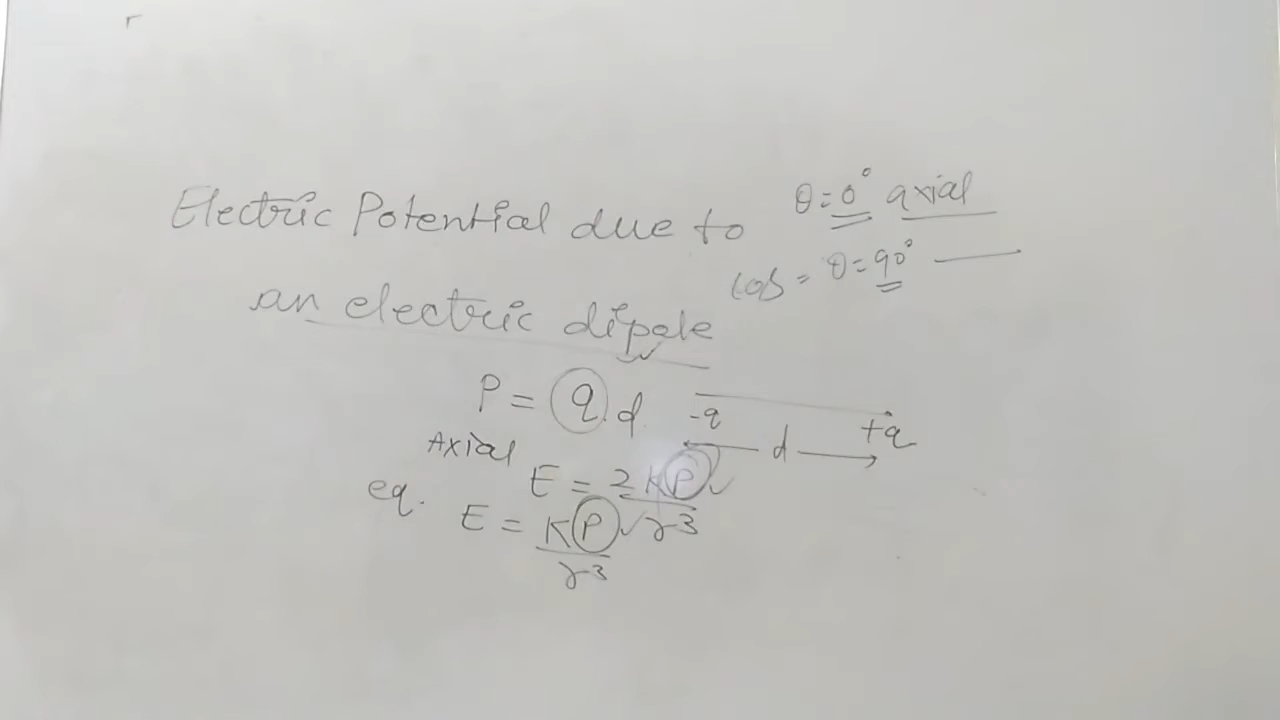 Electric Potential due to
an electric dipole
θ=0° axial
cos = θ=90°
P = q.d
-q +q
d
Axial E = 2KP/r3
eq. E = KP/r3